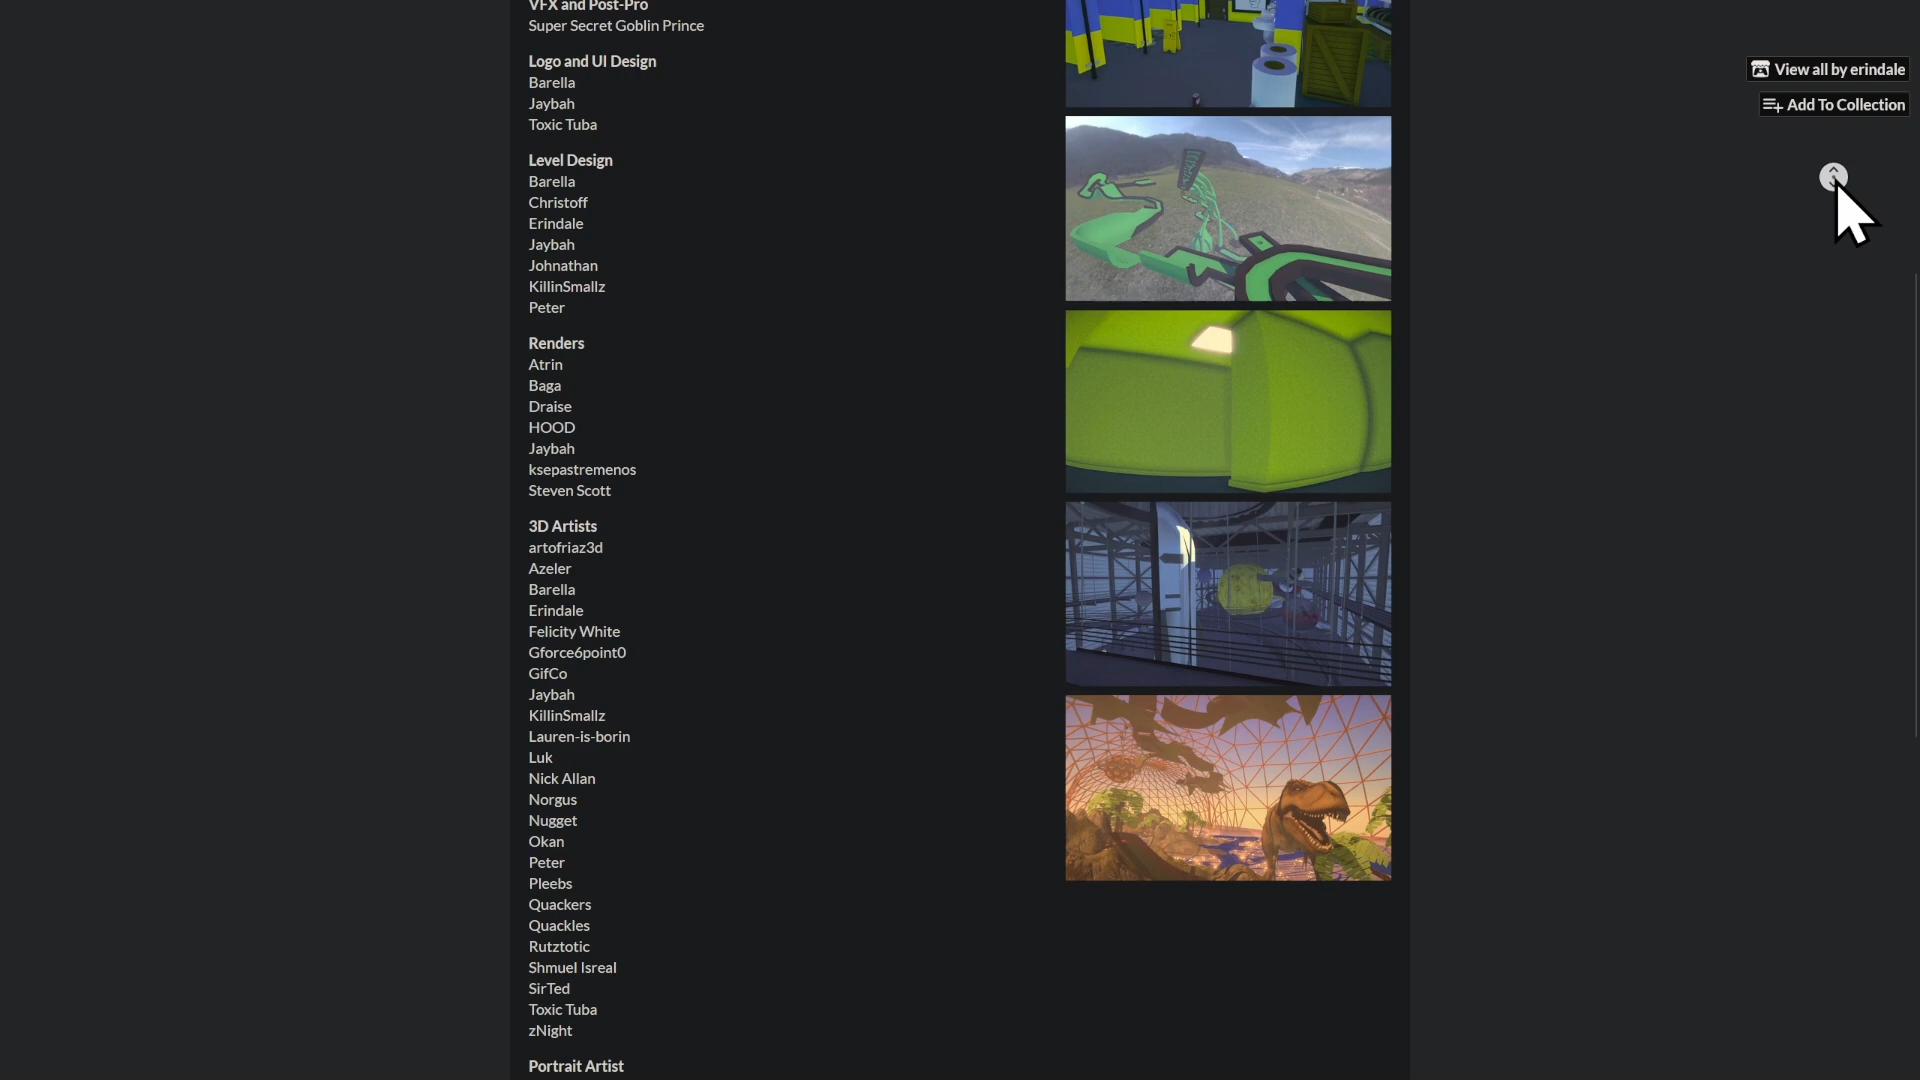 VFX and Post-Pro
Super Secret Goblin Prince
Logo and UI Design
Barella
Jaybah
Toxic Tuba
Level Design
Barella
Christoff
Erindale
Jaybah
Johnathan
KillinSmallz
Peter
Renders
Atrin
Baga
Draise
HOOD
Jaybah
ksepastremenos
Steven Scott
3D Artists
artofriaz3d
Azeler
Barella
Erindale
Felicity White
Gforce6point0
GifCo
Jaybah
KillinSmallz
Lauren-is-borin
Luk
Nick Allan
Norgus
Nugget
Okan
Peter
Pleebs
Quackers
Quackles
Rutztotic
Shmuel Isreal
SirTed
Toxic Tuba
zNight
Portrait Artist
View all by erindale
Add To Collection